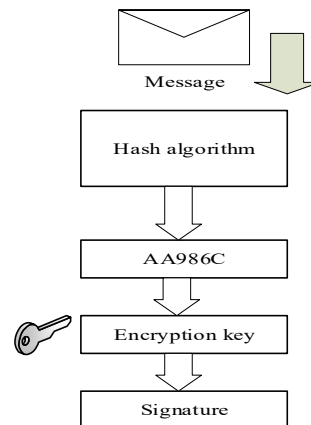 Message
Hash algorithm
AA986C
Encryption key
Signature